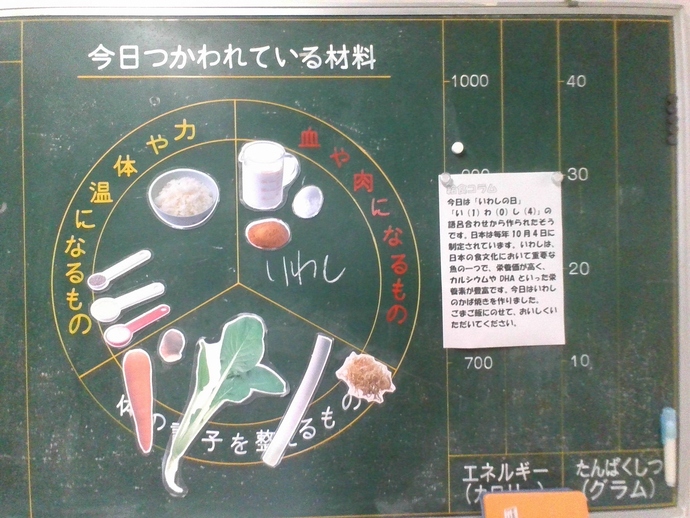 今日つかわれている材料
力や体温になるもの
血や肉になるもの
いわし
体の
子を整えるもの
コラム
今日は「いわしの日」
「い（1）わ（0）し（4）」の
語呂合わせから作られたそう
です。日本は毎年10月4日に
制定されています。いわしは、
日本の食文化において重要な
魚の一つで、栄養価が高く、
カルシウムやDHAといった栄
養素が豊富です。今日はいわし
のかば焼きを作りました。
ごまご飯にのせて、おいしくい
ただいてください。
1000
40
30
20
700
10
エネルギー
(カロリー)
たんぱくしつ
(グラム)